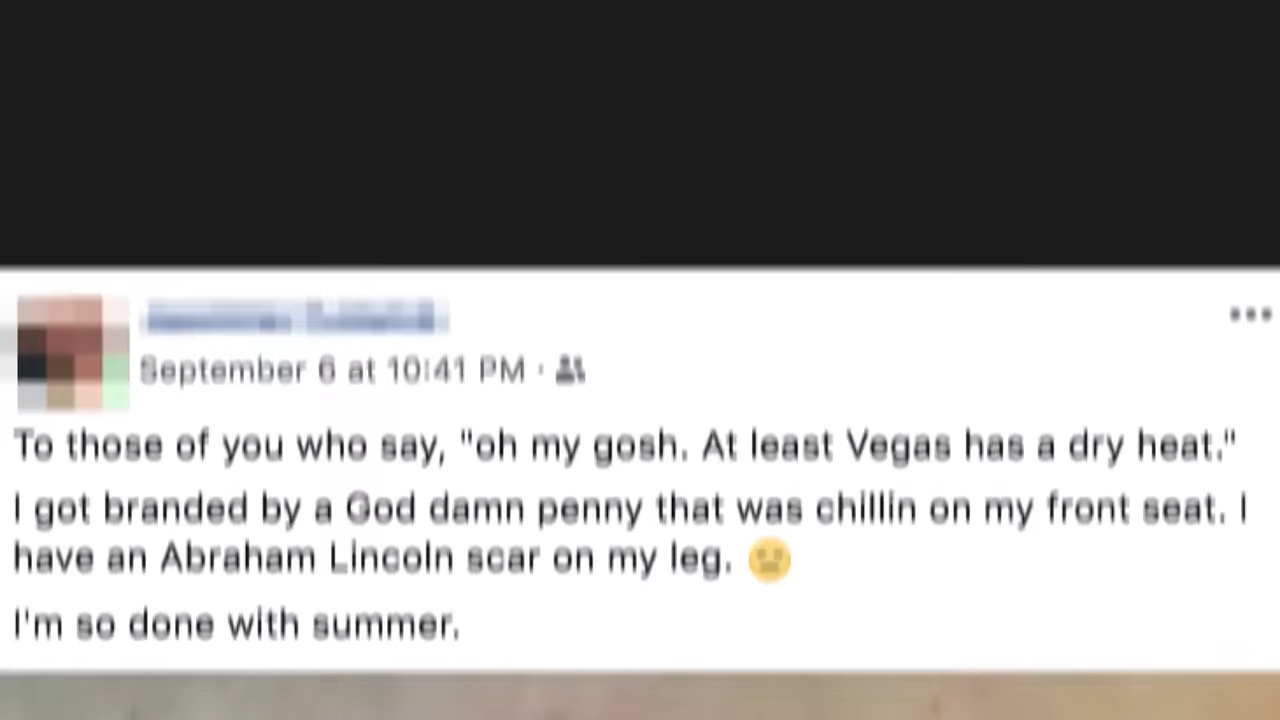 September 6 at 10:41 PM ·
To those of you who say, "oh my gosh. At least Vegas has a dry heat."
I got branded by a God damn penny that was chillin on my front seat. I
have an Abraham Lincoln scar on my leg. 😐
I'm so done with summer.